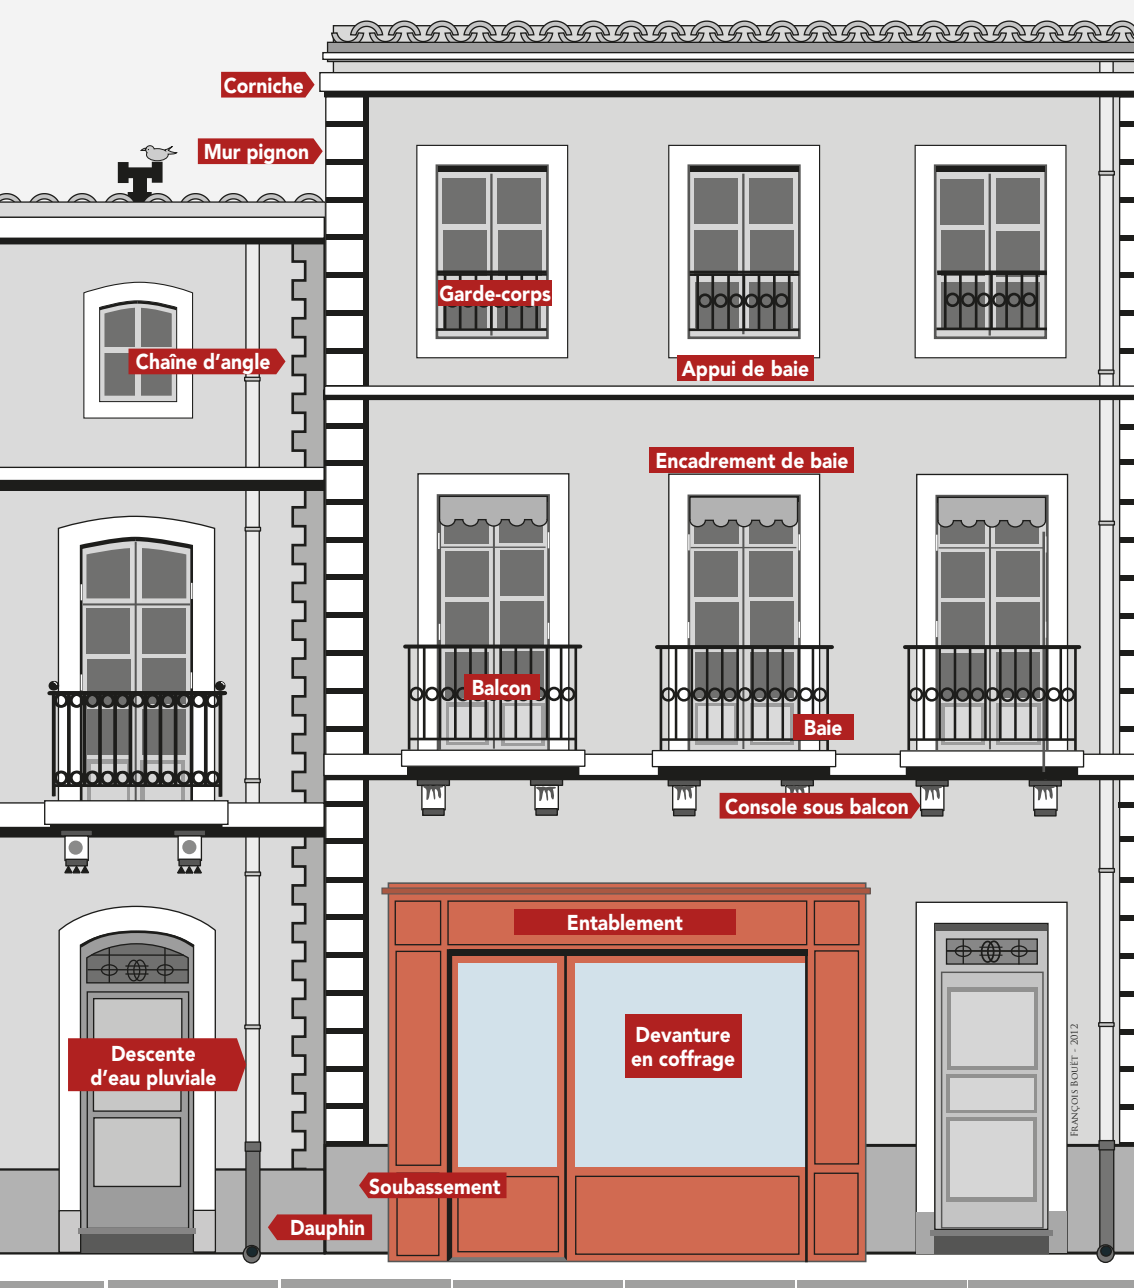 Corniche
Mur pignon
Garde-corps
Chaîne d'angle
Appui de baie
Encadrement de baie
Balcon
Baie
Console sous balcon
Entablement
Devanture
en coffrage
Descente
d'eau pluviale
François Bouët - 2012
Soubassement
Dauphin